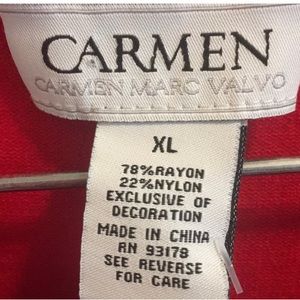 CARMEN
CARMEN MARC VALVO
XL
78%RAYON
22%NYLON
EXCLUSIVE OF
DECORATION
MADE IN CHINA
RN 93178
SEE REVERSE
FOR CARE